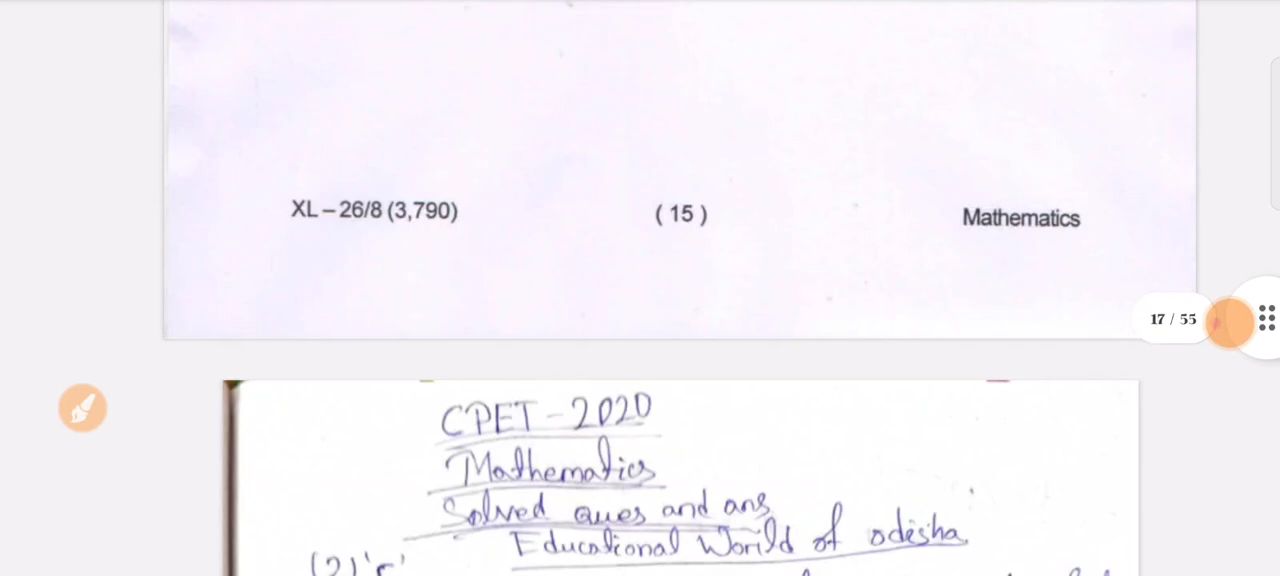 XL – 26/8 (3,790) ( 15 ) Mathematics
17 / 55
CPET - 2020
Mathematics
Solved ques and ans
Educational World of odisha
(2)